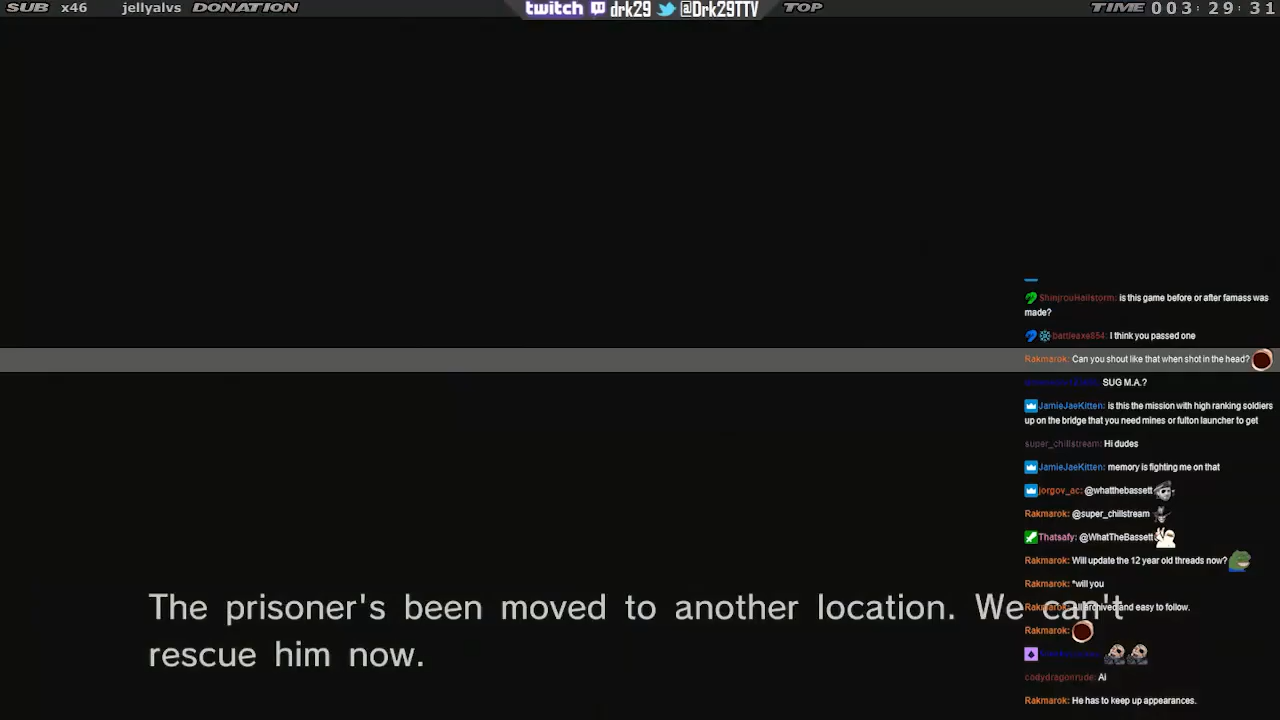 SUB x46 jellyalvs DONATION twitch drk29 @Drk29TTV TOP TIME 003:29:31
ShinjrouHailstorm: is this game before or after famass was
made?
battleaxe854: I think you passed one
Rakmarok: Can you shout like that when shot in the head?
SUG M.A.?
JamieJaeKitten: is this the mission with high ranking soldiers
up on the bridge that you need mines or fulton launcher to get
super_chillstream: Hi dudes
JamieJaeKitten: memory is fighting me on that
jorgov_ac: @whatthebassett
Rakmarok: @super_chillstream
Thatsafy: @WhatTheBassett
Rakmarok: Will update the 12 year old threads now?
Rakmarok: *will you
Rakmarok: All archived and easy to follow.
Rakmarok:
codydragonrude: Ai
Rakmarok: He has to keep up appearances.
The prisoner's been moved to another location. We can't
rescue him now.